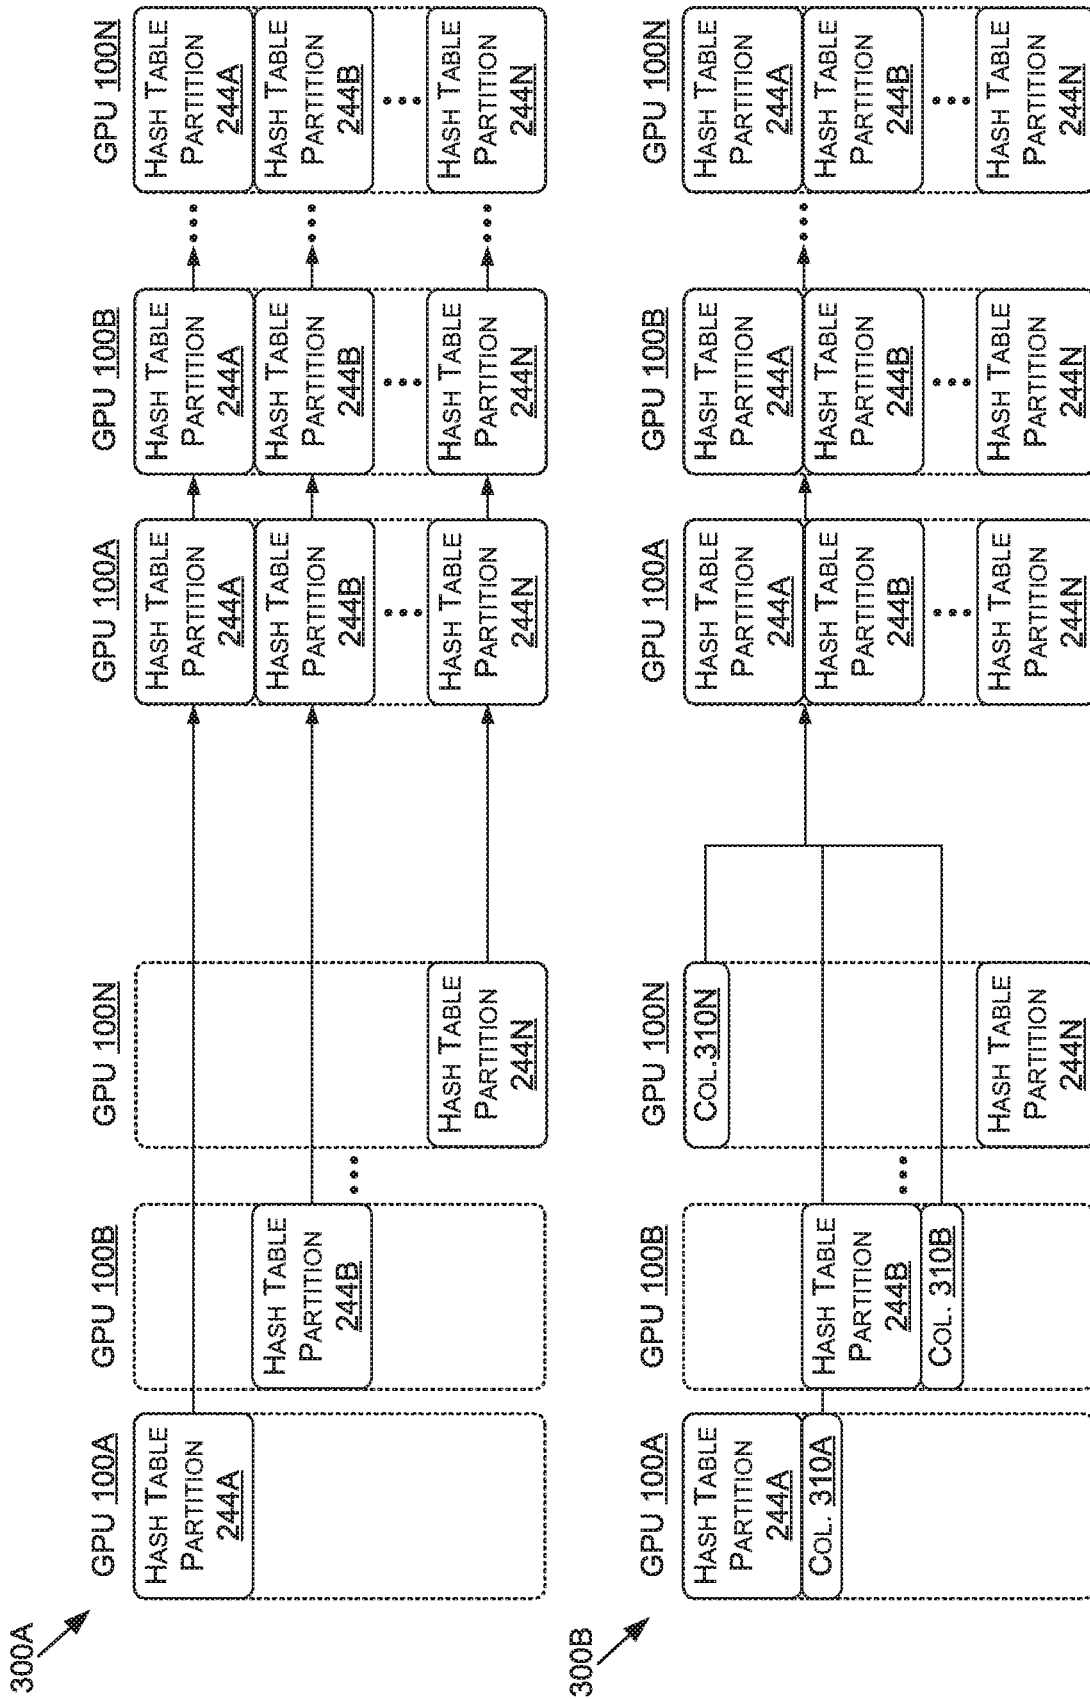 300A
GPU 100A
HASH TABLE
PARTITION
244A
GPU 100B
HASH TABLE
PARTITION
244B
GPU 100N
HASH TABLE
PARTITION
244N
GPU 100A
HASH TABLE
PARTITION
244A
HASH TABLE
PARTITION
244B
HASH TABLE
PARTITION
244N
GPU 100B
HASH TABLE
PARTITION
244A
HASH TABLE
PARTITION
244B
HASH TABLE
PARTITION
244N
GPU 100N
HASH TABLE
PARTITION
244A
HASH TABLE
PARTITION
244B
HASH TABLE
PARTITION
244N
300B
GPU 100A
HASH TABLE
PARTITION
244A
COL. 310A
GPU 100B
HASH TABLE
PARTITION
244B
COL. 310B
GPU 100N
COL.310N
HASH TABLE
PARTITION
244N
GPU 100A
HASH TABLE
PARTITION
244A
HASH TABLE
PARTITION
244B
HASH TABLE
PARTITION
244N
GPU 100B
HASH TABLE
PARTITION
244A
HASH TABLE
PARTITION
244B
HASH TABLE
PARTITION
244N
GPU 100N
HASH TABLE
PARTITION
244A
HASH TABLE
PARTITION
244B
HASH TABLE
PARTITION
244N